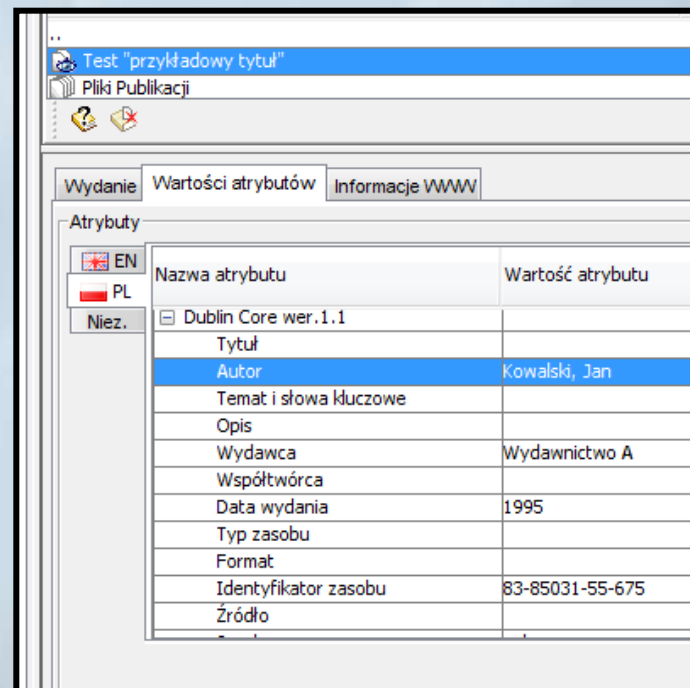 ..
Test "przykładowy tytuł"
Pliki Publikacji
Wydanie Wartości atrybutów Informacje WWW
Atrybuty
EN
PL
Niez.
Nazwa atrybutu Wartość atrybutu
Dublin Core wer.1.1
Tytuł
Autor Kowalski, Jan
Temat i słowa kluczowe
Opis
Wydawca Wydawnictwo A
Współtwórca
Data wydania 1995
Typ zasobu
Format
Identyfikator zasobu 83-85031-55-675
Źródło